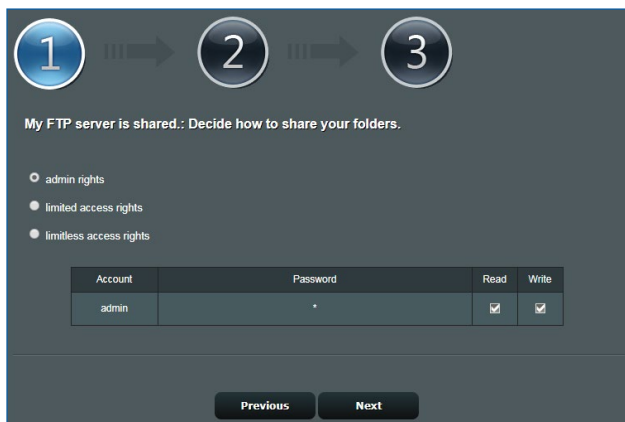 1 2 3
My FTP server is shared.: Decide how to share your folders.
admin rights
limited access rights
limitless access rights
Account Password Read Write
admin *
Previous Next